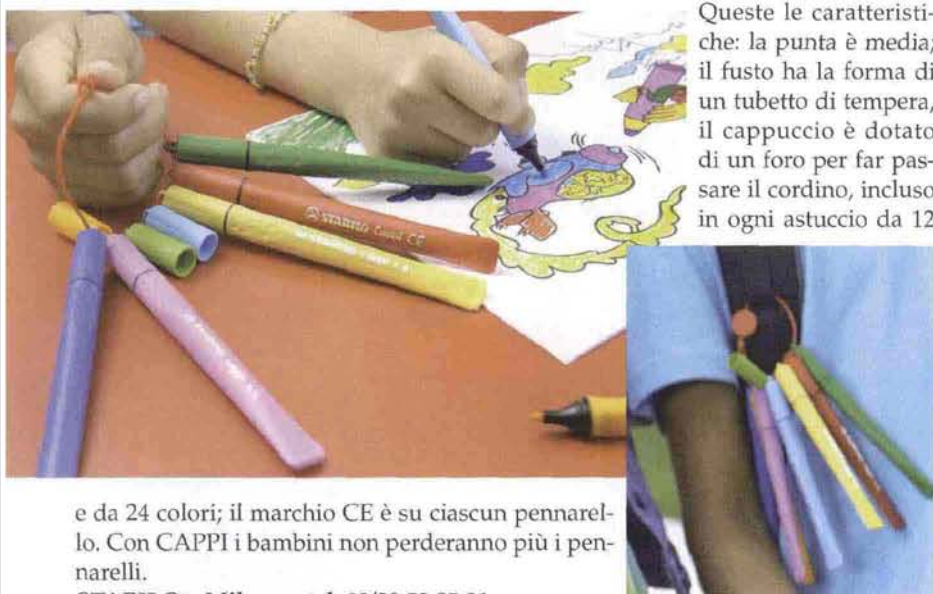 Queste le caratteristi-
che: la punta è media;
il fusto ha la forma di
un tubetto di tempera,
il cappuccio è dotato
di un foro per far pas-
sare il cordino, incluso
in ogni astuccio da 12
e da 24 colori; il marchio CE è su ciascun pennarel-
lo. Con CAPPI i bambini non perderanno più i pen-
narelli.
STABILO Cappi CE